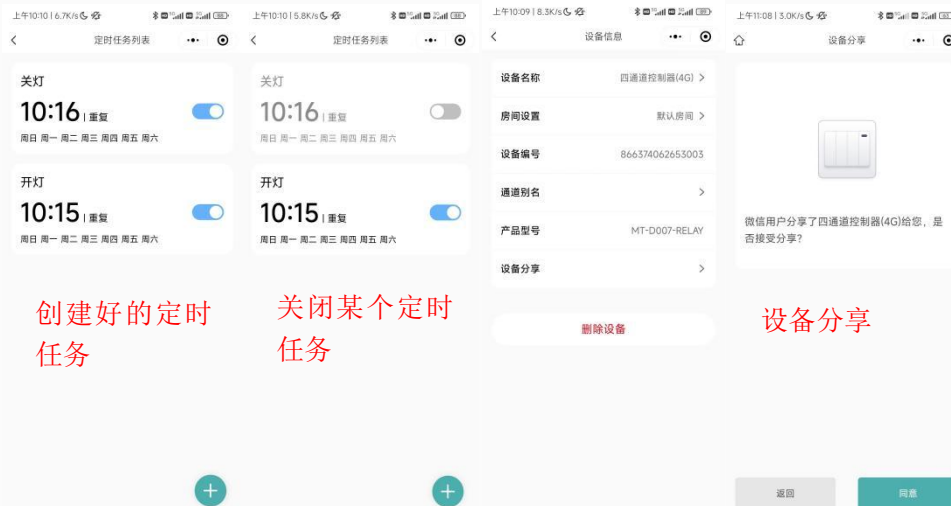 上午10:10 | 6.7K/s
定时任务列表
关灯
10:16 | 重复
周日 周一 周二 周三 周四 周五 周六
开灯
10:15 | 重复
周日 周一 周二 周三 周四 周五 周六
创建好的定时
任务
上午10:10 | 5.8K/s
定时任务列表
关灯
10:16 | 重复
周日 周一 周二 周三 周四 周五 周六
开灯
10:15 | 重复
周日 周一 周二 周三 周四 周五 周六
关闭某个定时
任务
上午10:09 | 8.3K/s
设备信息
设备名称 四通道控制器(4G)
房间设置 默认房间
设备编号 866374062653003
通道别名
产品型号 MT-D007-RELAY
设备分享
删除设备
上午11:08 | 3.0K/s
设备分享
微信用户分享了四通道控制器(4G)给您，是
否接受分享？
设备分享
返回 同意